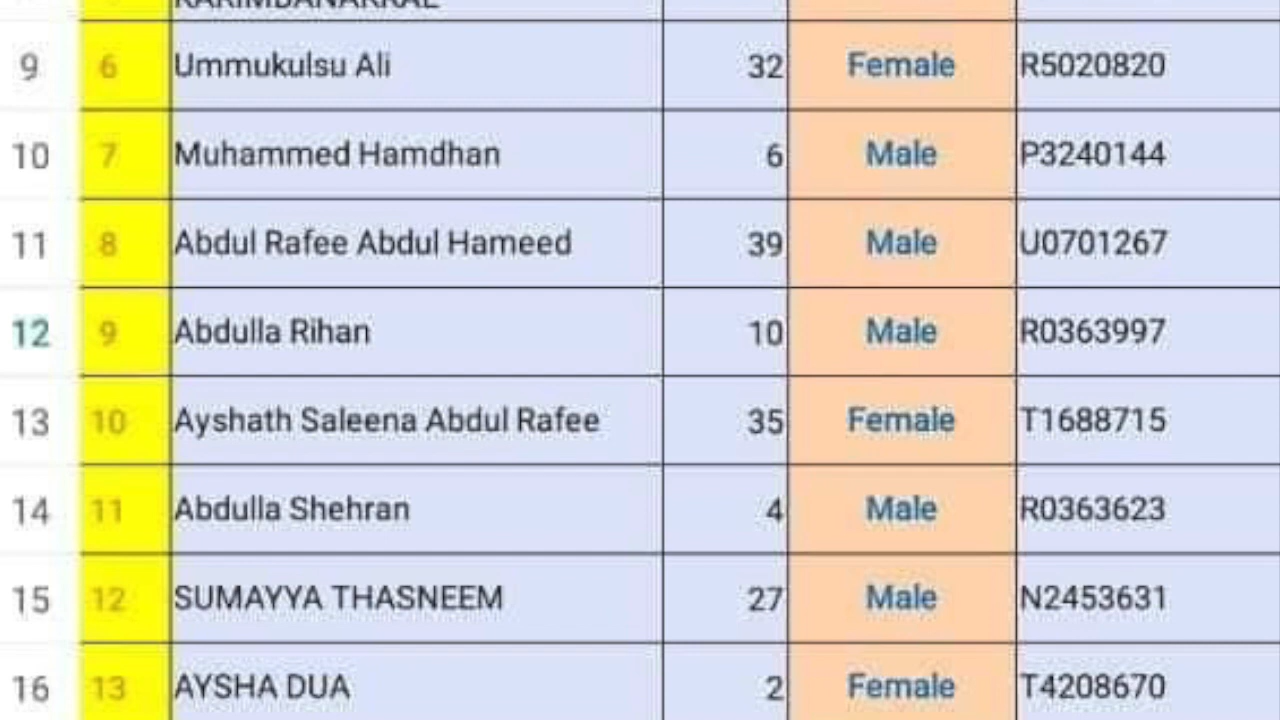 KARIMBANAKKAL
9 6 Ummukulsu Ali 32 Female R5020820
10 7 Muhammed Hamdhan 6 Male P3240144
11 8 Abdul Rafee Abdul Hameed 39 Male U0701267
12 9 Abdulla Rihan 10 Male R0363997
13 10 Ayshath Saleena Abdul Rafee 35 Female T1688715
14 11 Abdulla Shehran 4 Male R0363623
15 12 SUMAYYA THASNEEM 27 Male N2453631
16 13 AYSHA DUA 2 Female T4208670